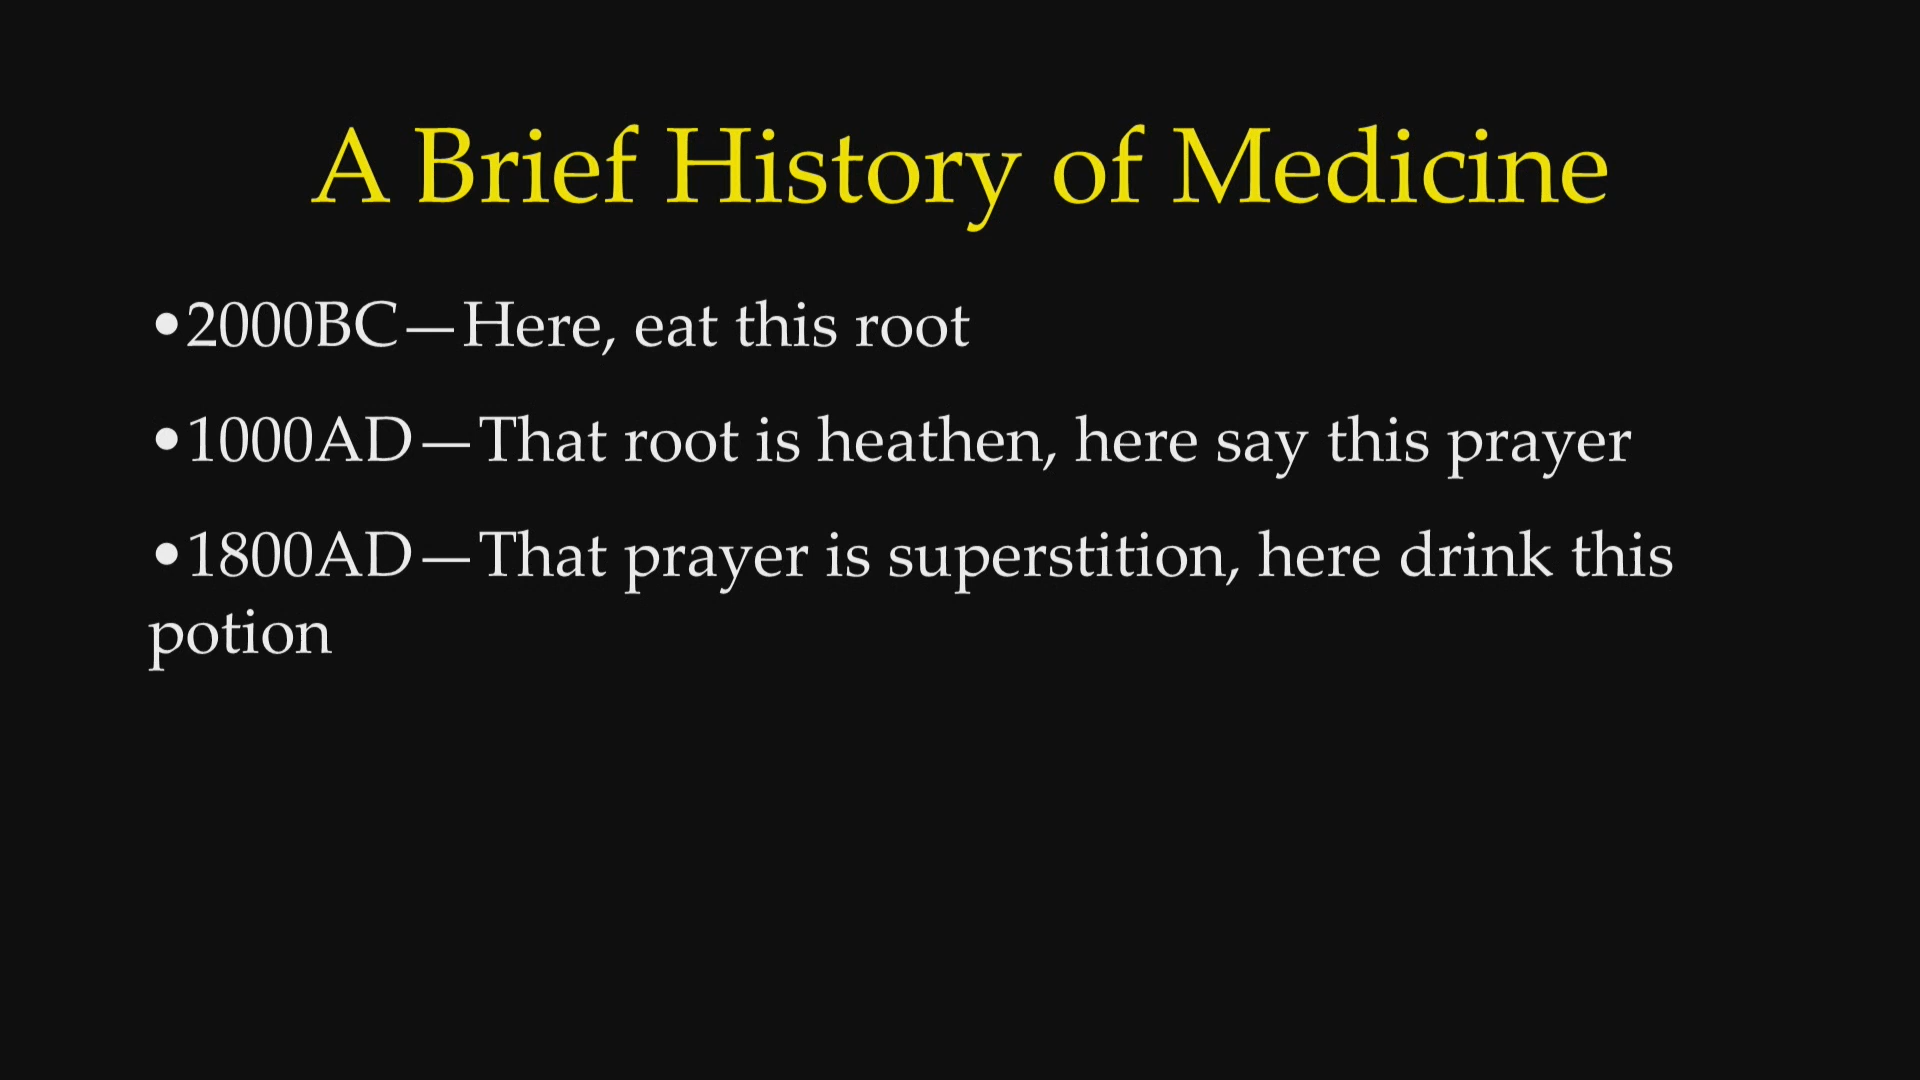 A Brief History of Medicine
•2000BC—Here, eat this root
•1000AD—That root is heathen, here say this prayer
•1800AD—That prayer is superstition, here drink this
potion